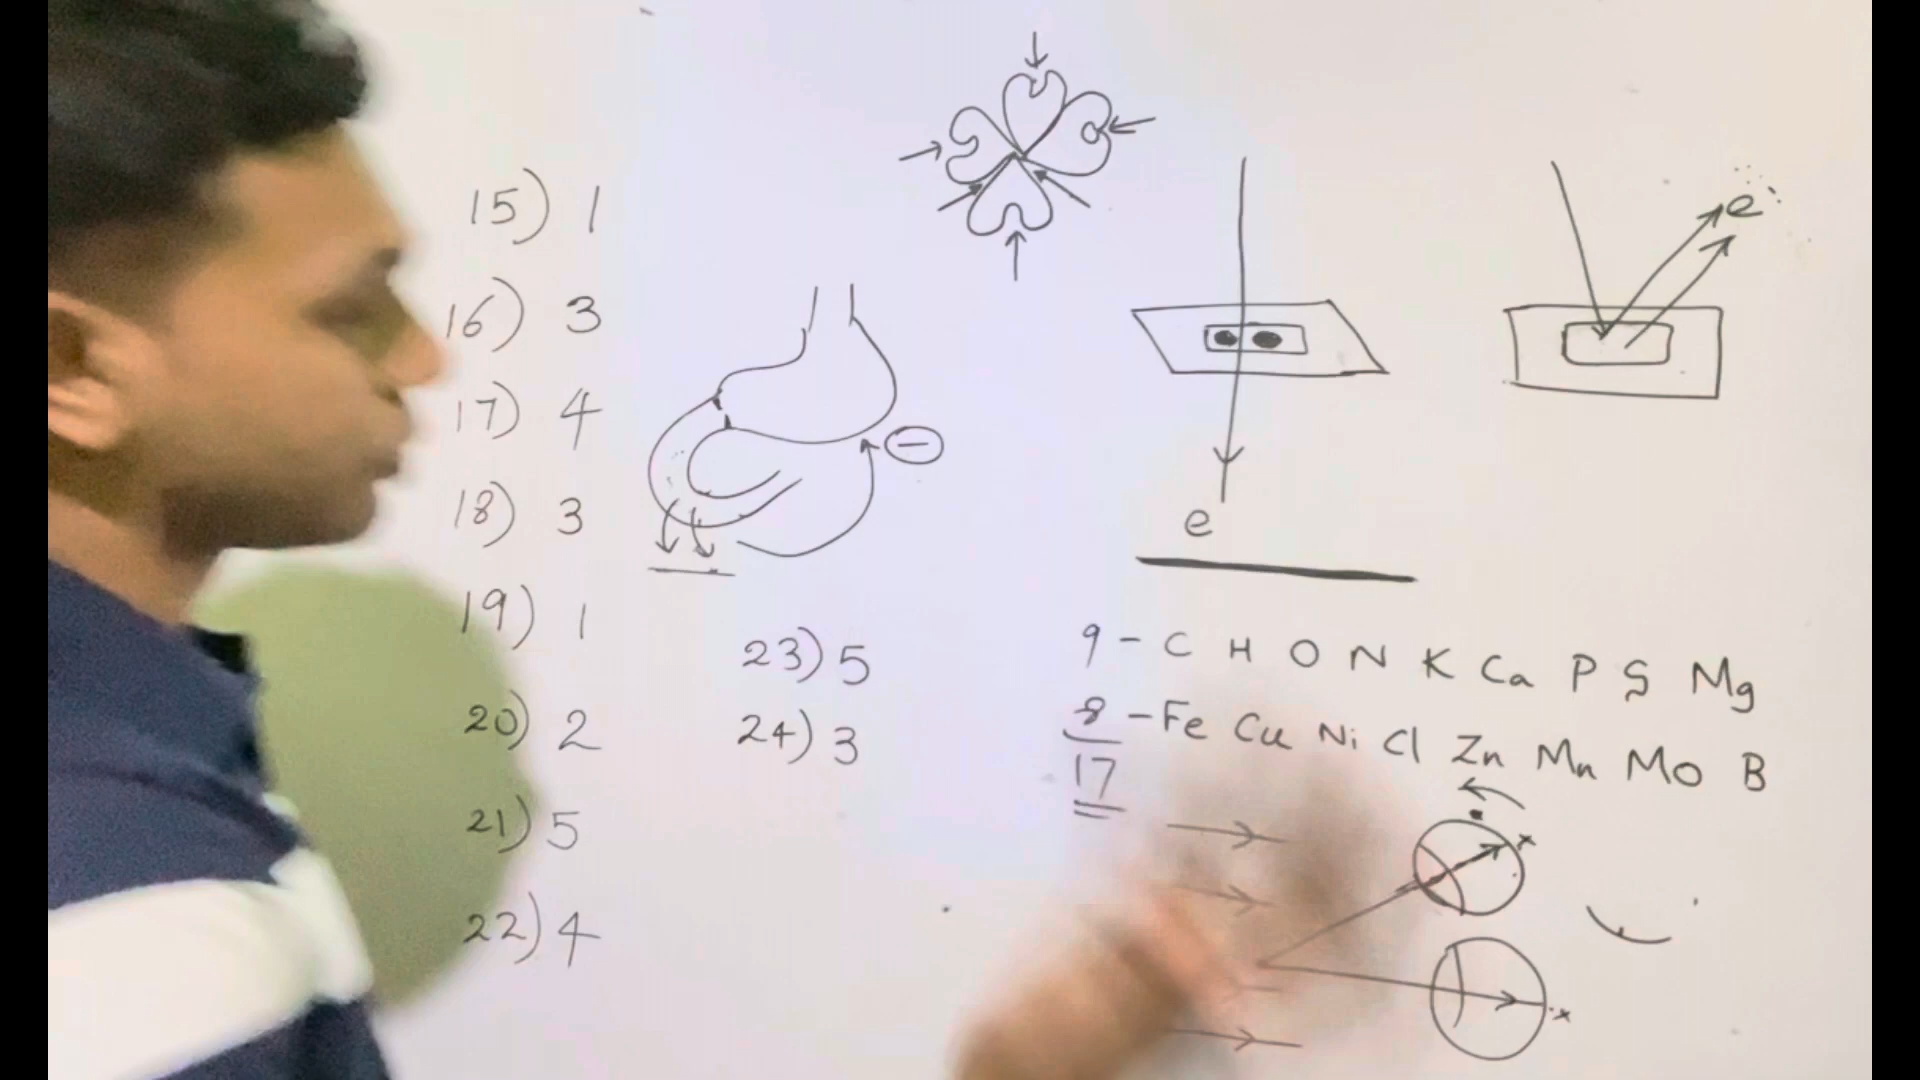 15) 1
16) 3
17) 4
18) 3
19) 1
20) 2
21) 5
22) 4
23) 5
24) 3
e
e
9 - C H O N K Ca P S Mg
8 - Fe Cu Ni Cl Zn Mn Mo B
17